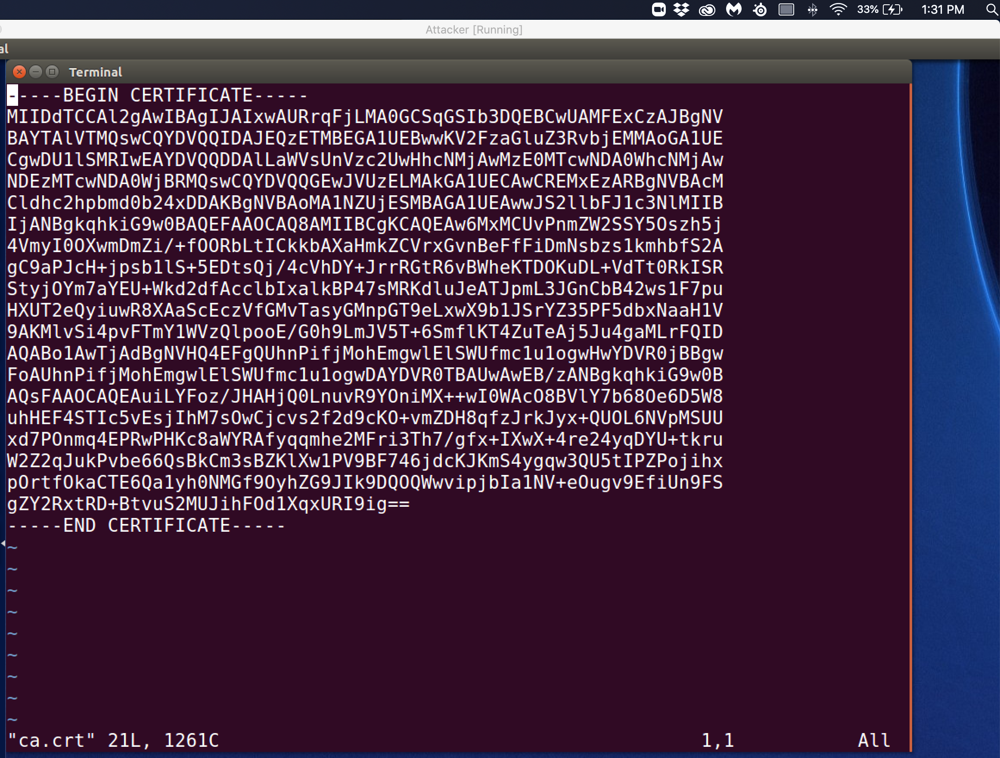 33% 1:31 PM
Attacker [Running]
al
Terminal
-----BEGIN CERTIFICATE-----
MIIDdTCCAl2gAwIBAgIJAIxwAURrqFjLMA0GCSqGSIb3DQEBCwUAMFExCzAJBgNV
BAYTAlVTMQswCQYDVQQIDAJEQzETMBEGA1UEBwwKV2FzaGluZ3RvbjEMMAoGA1UE
CgwDU1lSMRIwEAYDVQQDDAlLaWVsUnVzc2UwHhcNMjAwMzE0MTcwNDA0WhcNMjAw
NDEzMTcwNDA0WjBRMQswCQYDVQQGEwJVUzELMAkGA1UECAwCREMxEzARBgNVBAcM
Cldhc2hpbmd0b24xDDAKBgNVBAoMA1NZUjESMBAGA1UEAwwJS2llbFJ1c3NlMIIB
IjANBgkqhkiG9w0BAQEFAAOCAQ8AMIIBCgKCAQEAw6MxMCUvPnmZW2SSY5Oszh5j
4VmyI0OXwmDmZi/+fOORbLtICkkbAXaHmkZCVrxGvnBeFfFiDmNsbzs1kmhbfS2A
gC9aPJcH+jpsb1lS+5EDtsQj/4cVhDY+JrrRGtR6vBWheKTDOKuDL+VdTt0RkISR
StyjOYm7aYEU+Wkd2dfAcclbIxalkBP47sMRKdluJeATJpmL3JGnCbB42ws1F7pu
HXUT2eQyiuwR8XAaScEczVfGMvTasyGMnpGT9eLxwX9b1JSrYZ35PF5dbxNaaH1V
9AKMlvSi4pvFTmY1WVzQlpooE/G0h9LmJV5T+6SmflKT4ZuTeAj5Ju4gaMLrFQID
AQABo1AwTjAdBgNVHQ4EFgQUhnPifjMohEmgwlElSWUfmc1u1ogwHwYDVR0jBBgw
FoAUhnPifjMohEmgwlElSWUfmc1u1ogwDAYDVR0TBAUwAwEB/zANBgkqhkiG9w0B
AQsFAAOCAQEAuiLYFoz/JHAHjQ0LnuvR9YOniMX++wI0WAcO8BVlY7b68Oe6D5W8
uhHEF4STIc5vEsjIhM7sOwCjcvs2f2d9cKO+vmZDH8qfzJrkJyx+QUOL6NVpMSUU
xd7POnmq4EPRwPHKc8aWYRAfyqqmhe2MFri3Th7/gfx+IXwX+4re24yqDYU+tkru
W2Z2qJukPvbe66QsBkCm3sBZKlXw1PV9BF746jdcKJKmS4ygqw3QU5tIPZPojihx
pOrtfOkaCTE6Qa1yh0NMGf9OyhZG9JIk9DQOQWwvipjbIa1NV+eOugv9EfiUn9FS
gZY2RxtRD+BtvuS2MUJihFOd1XqxURI9ig==
-----END CERTIFICATE-----
~
~
~
~
~
~
~
~
~
"ca.crt" 21L, 1261C 1,1 All